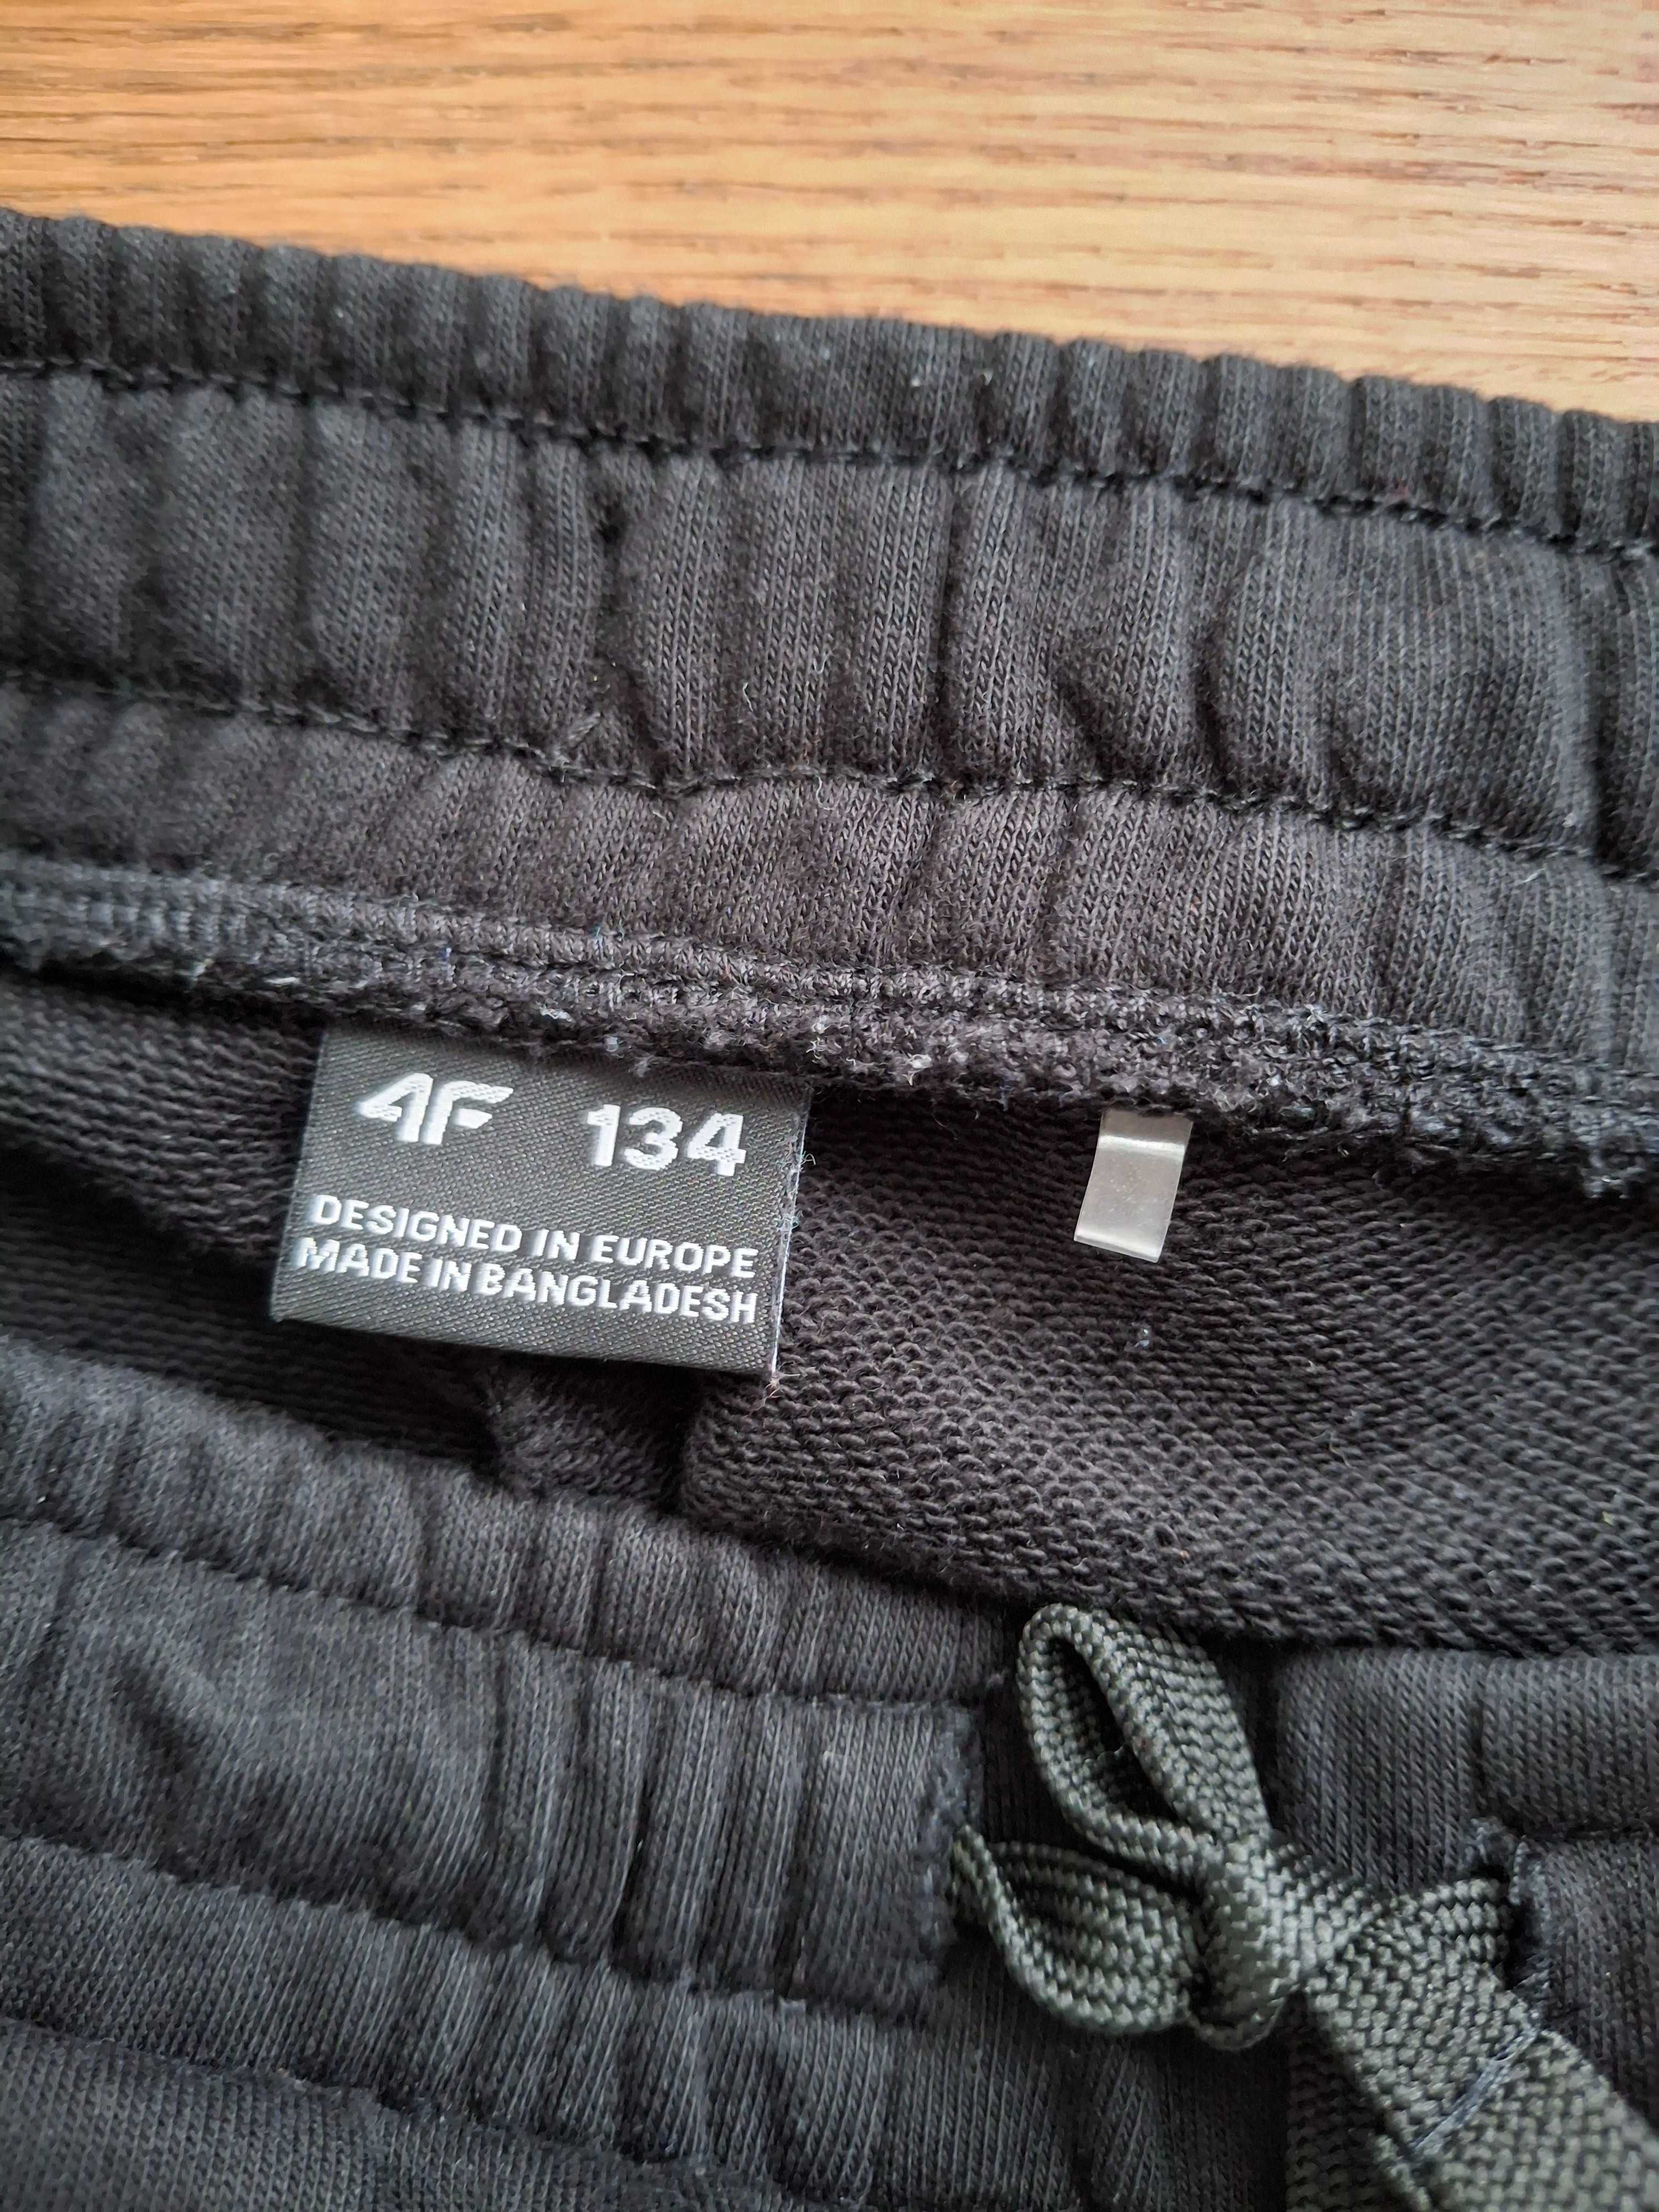 4F 134
DESIGNED IN EUROPE
MADE IN BANGLADESH